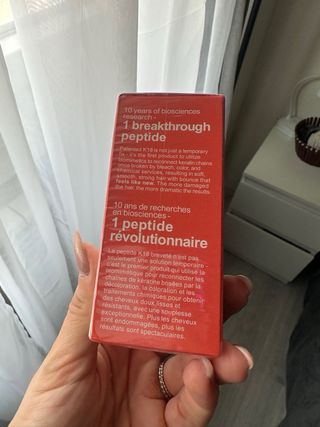 10 years of biosciences
research -
1 breakthrough
peptide
Patented K18 is not just a temporary
fix - it's the first product to utilize
biomimetics to reconnect keratin chains
once broken by bleach, color, and
chemical services, resulting in soft,
smooth, strong hair with bounce that
feels like new. The more damaged
the hair, the more dramatic the results.
10 ans de recherches
en biosciences -
1 peptide
révolutionnaire
La peptide K18 breveté n'est pas
seulement une solution temporaire -
c'est le premier produit qui utilise la
biomimétique pour reconnecter les
chaînes de kératine brisées par la
décoloration, la coloration et les
traitements chimiques pour obtenir
des cheveux doux, lisses et
résistants, avec une souplesse
exceptionnelle. Plus les cheveux
sont endommagés, plus les
résultats sont spectaculaires.